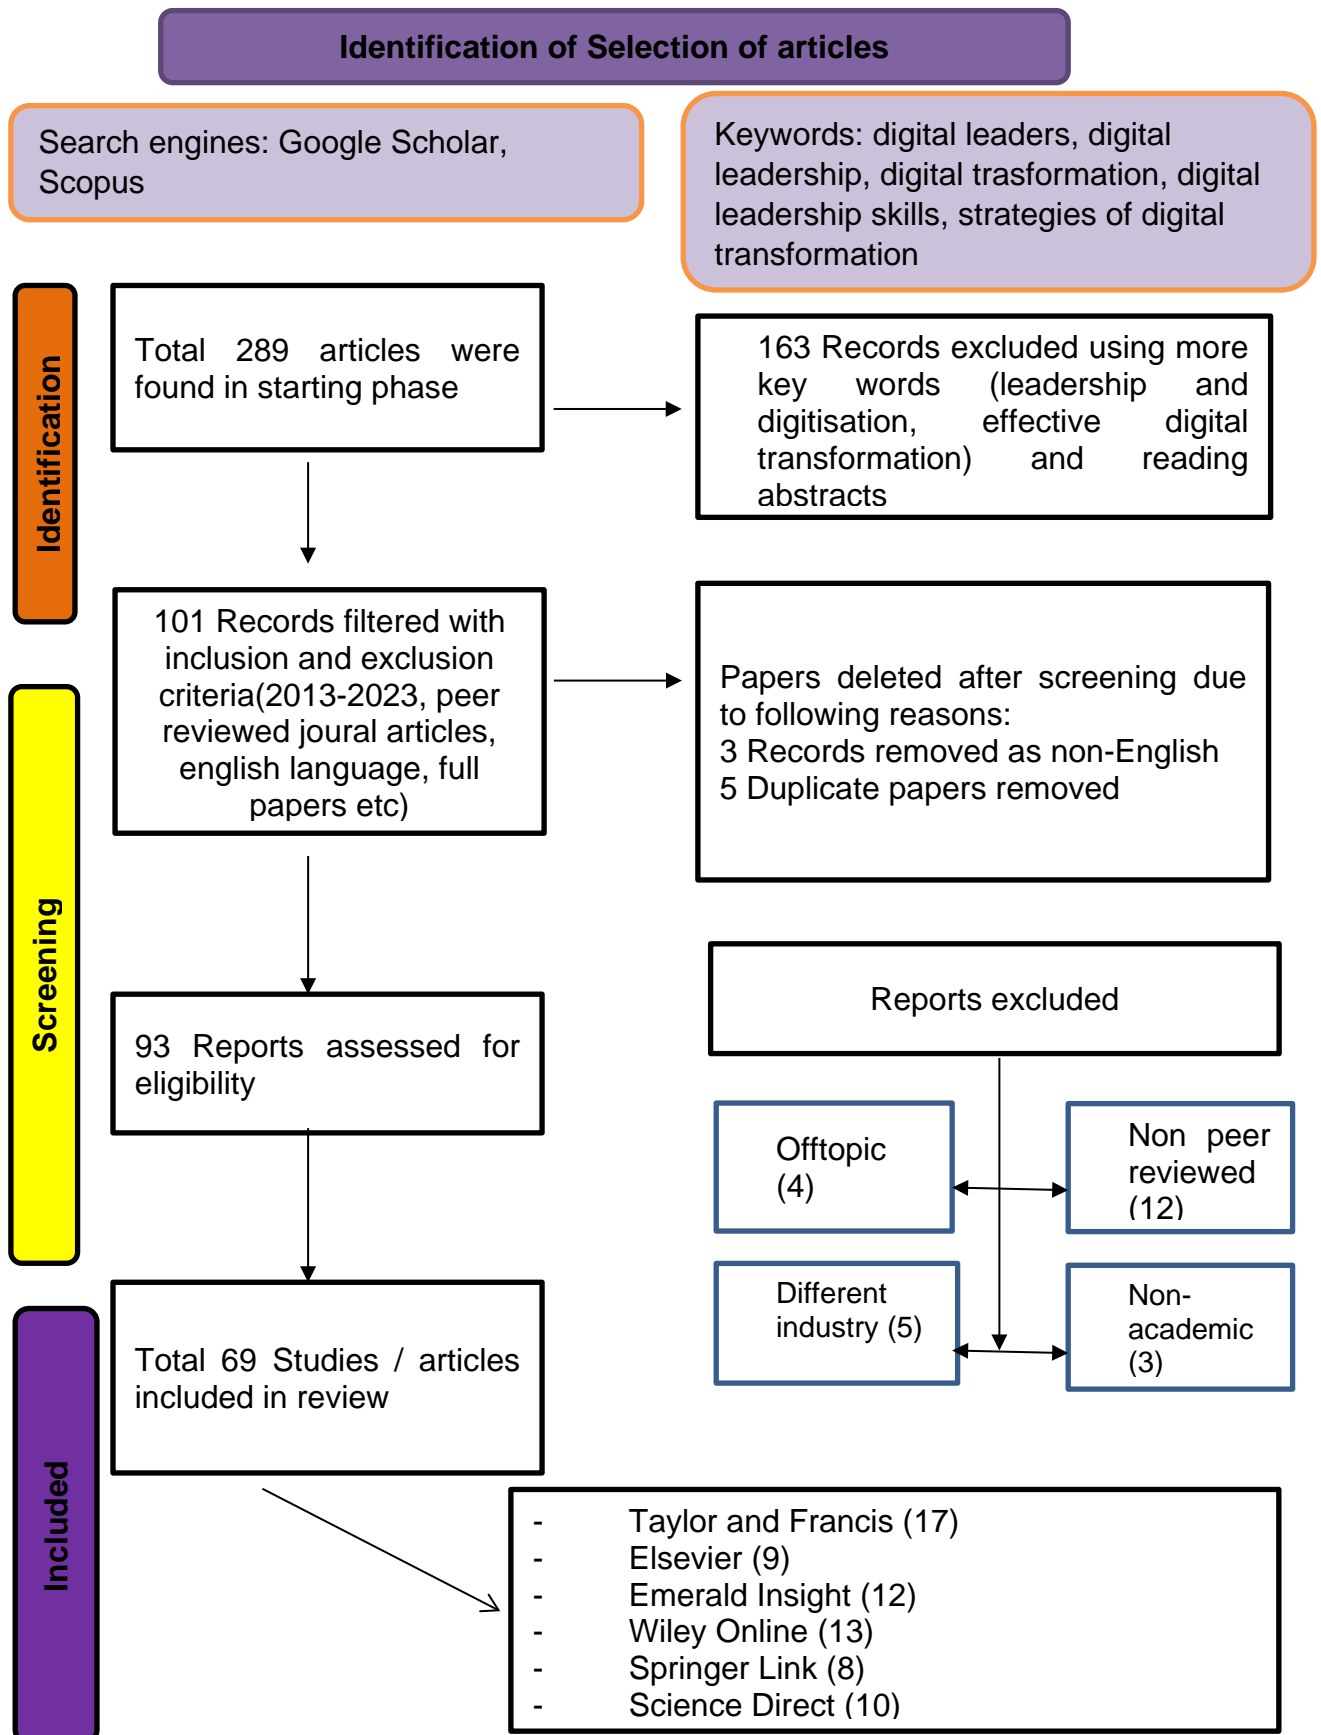 Identification of Selection of articles
Search engines: Google Scholar,
Scopus
Keywords: digital leaders, digital
leadership, digital trasformation, digital
leadership skills, strategies of digital
transformation
Identification
Total 289 articles were
found in starting phase
163 Records excluded using more
key words (leadership and
digitisation, effective digital
transformation) and reading
abstracts
101 Records filtered with
inclusion and exclusion
criteria(2013-2023, peer
reviewed joural articles,
english language, full
papers etc)
Papers deleted after screening due
to following reasons:
3 Records removed as non-English
5 Duplicate papers removed
Screening
93 Reports assessed for
eligibility
Reports excluded
Offtopic
(4)
Non peer
reviewed
(12)
Different
industry (5)
Non-
academic
(3)
Included
Total 69 Studies / articles
included in review
- Taylor and Francis (17)
- Elsevier (9)
- Emerald Insight (12)
- Wiley Online (13)
- Springer Link (8)
- Science Direct (10)